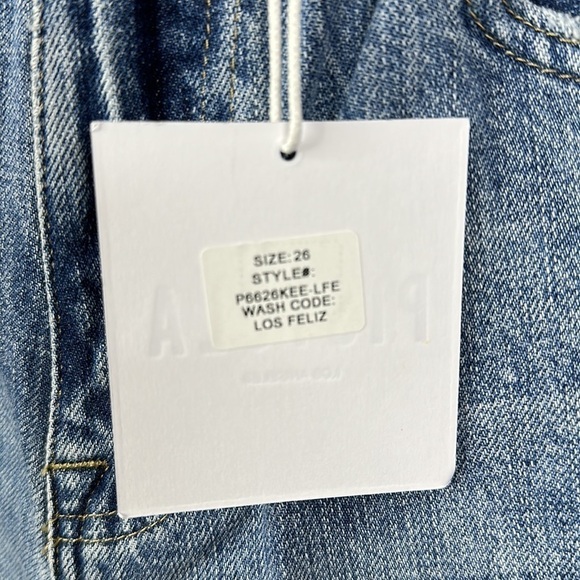 SIZE: 26
STYLE#:
P6626KEE-LFE
WASH CODE:
LOS FELIZ